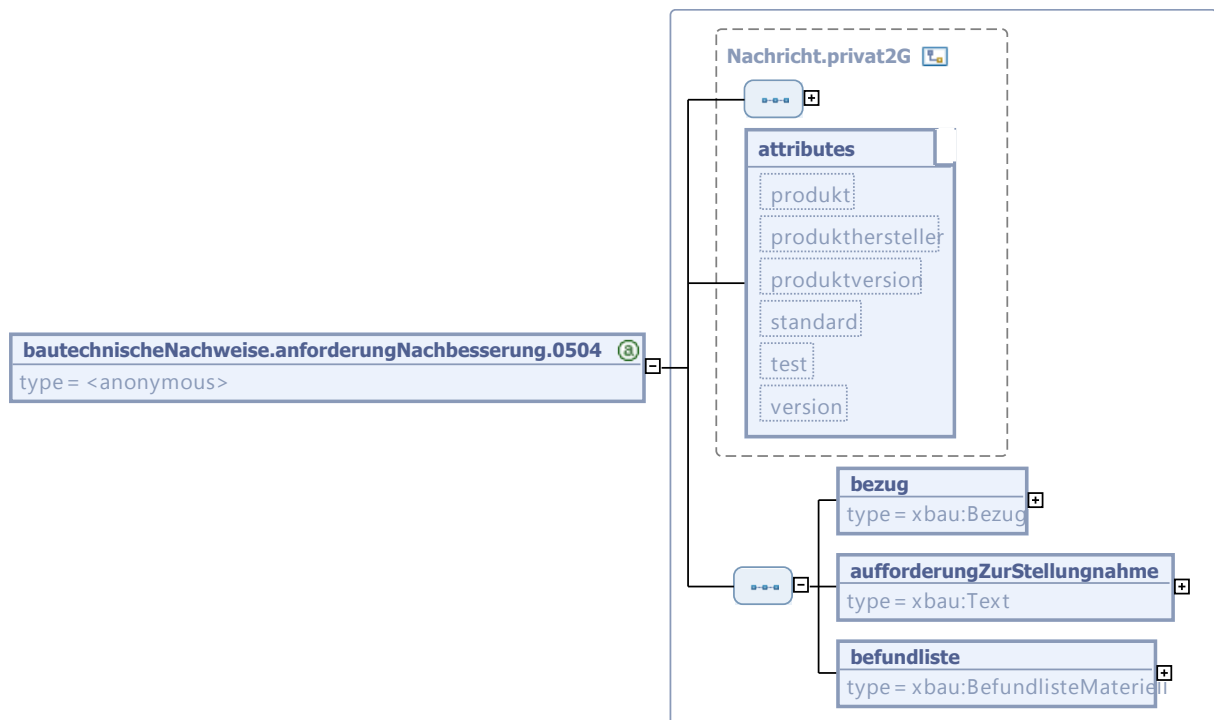 Nachricht.privat2G
attributes
produkt
produkthersteller
produktversion
standard
test
version
bautechnischeNachweise.anforderungNachbesserung.0504 a
type = <anonymous>
bezug
type = xbau:Bezug
aufforderungZurStellungnahme
type = xbau:Text
befundliste
type = xbau:BefundlisteMateriell